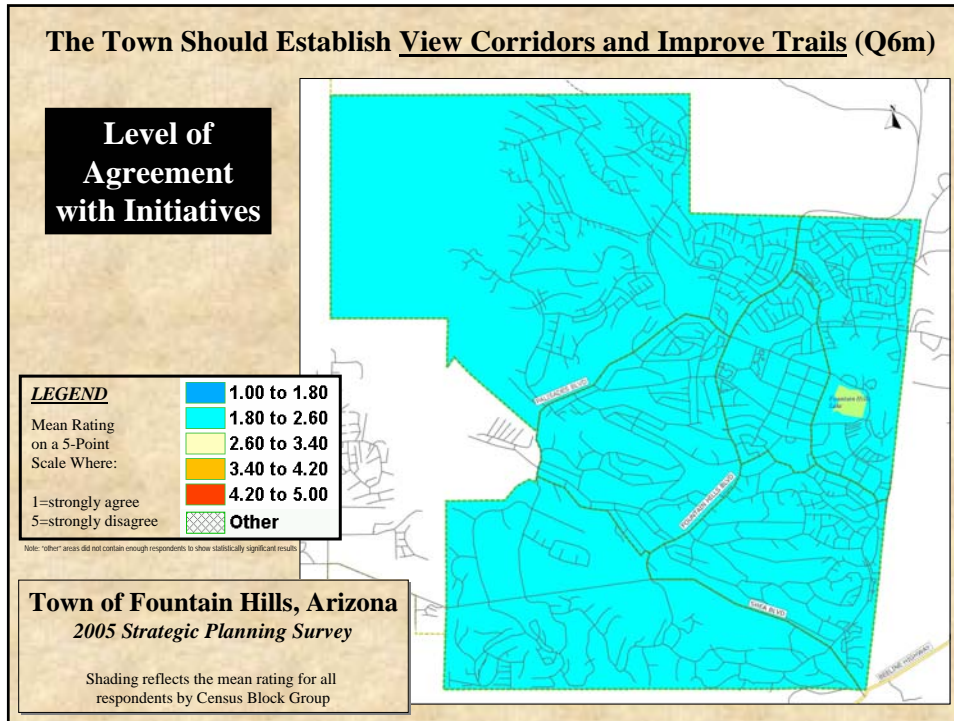 The Town Should Establish View Corridors and Improve Trails (Q6m)
Level of
Agreement
with Initiatives
PALISADES BLVD
Fountain Hills
Lake
FOUNTAIN HILLS BLVD
SHEA BLVD
BEELINE HIGHWAY
LEGEND
Mean Rating
on a 5-Point
Scale Where:
1=strongly agree
5=strongly disagree
1.00 to 1.80
1.80 to 2.60
2.60 to 3.40
3.40 to 4.20
4.20 to 5.00
Other
Note: "other" areas did not contain enough respondents to show statistically significant results
Town of Fountain Hills, Arizona
2005 Strategic Planning Survey
Shading reflects the mean rating for all
respondents by Census Block Group